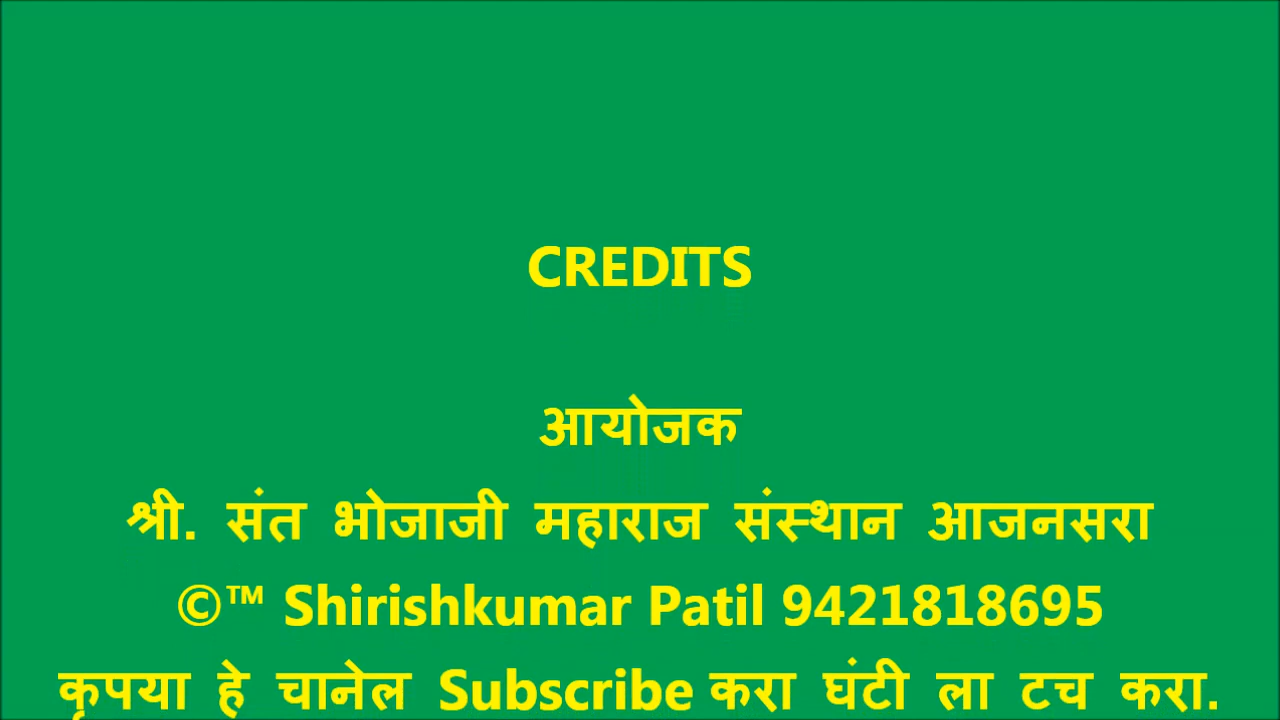 CREDITS
आयोजक
श्री. संत भोजाजी महाराज संस्थान आजनसरा
©™ Shirishkumar Patil 9421818695
कृपया हे चानेल Subscribe करा घंटी ला टच करा.